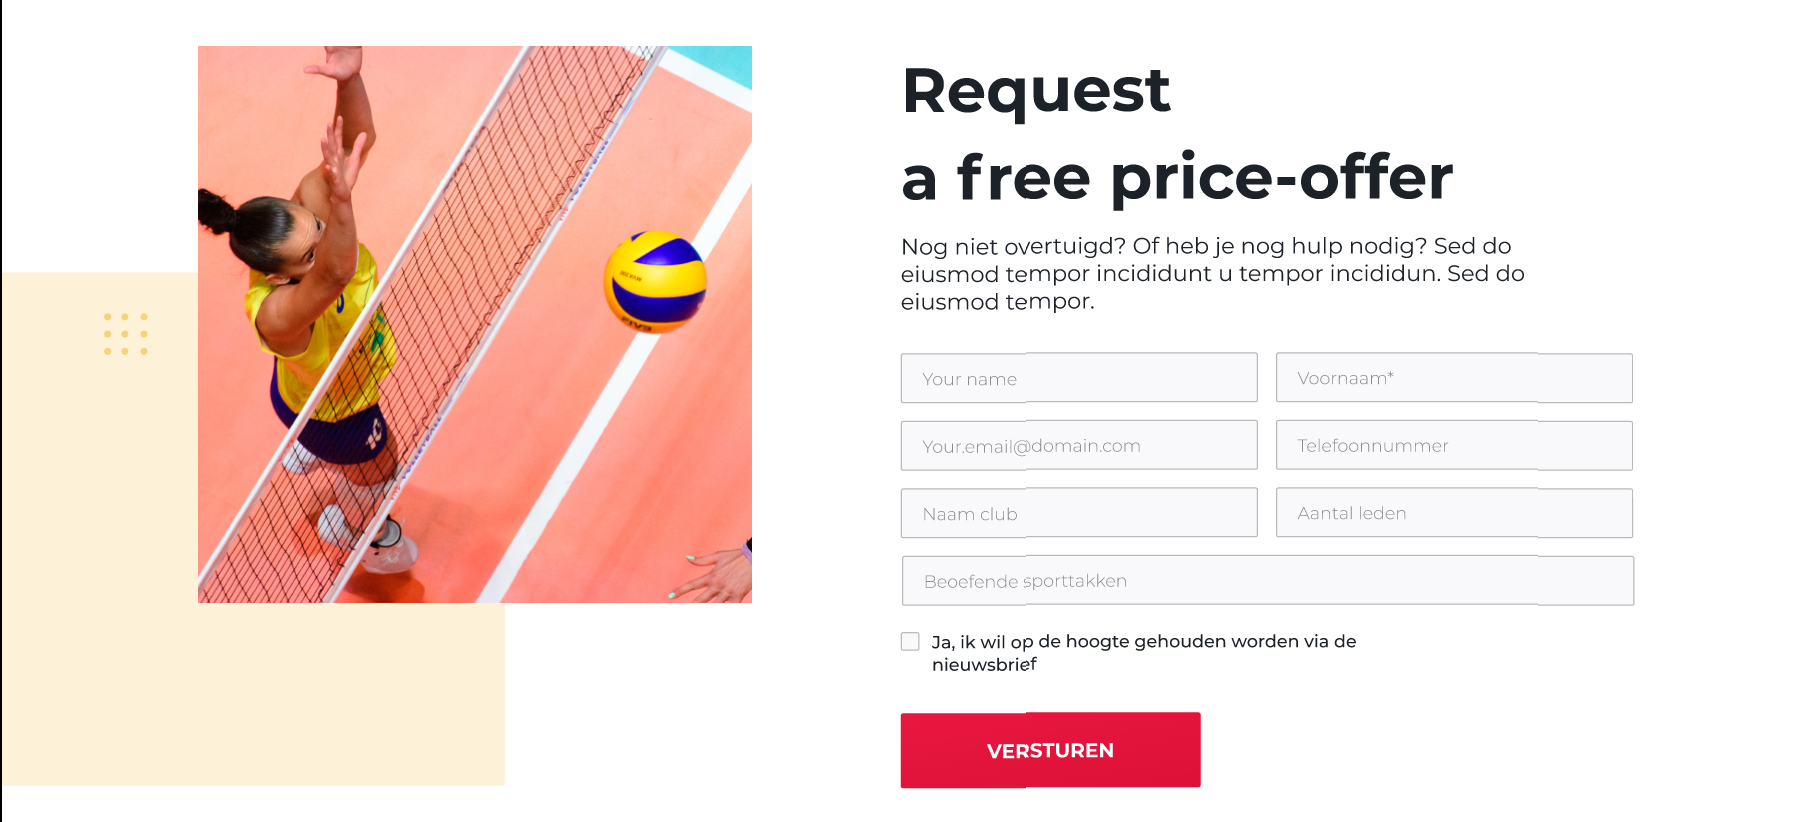 Request
a free price-offer
Nog niet overtuigd? Of heb je nog hulp nodig? Sed do
eiusmod tempor incididunt u tempor incididun. Sed do
eiusmod tempor.
Your name
Voornaam*
Your.email@domain.com
Telefoonnummer
Naam club
Aantal leden
Beoefende sporttakken
Ja, ik wil op de hoogte gehouden worden via de
nieuwsbrief
VERSTUREN